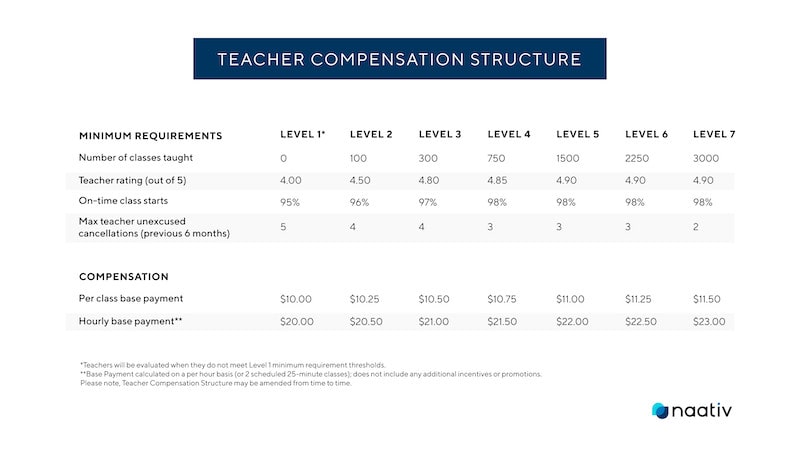 TEACHER COMPENSATION STRUCTURE
MINIMUM REQUIREMENTS LEVEL 1* LEVEL 2 LEVEL 3 LEVEL 4 LEVEL 5 LEVEL 6 LEVEL 7
Number of classes taught 0 100 300 750 1500 2250 3000
Teacher rating (out of 5) 4.00 4.50 4.80 4.85 4.90 4.90 4.90
On-time class starts 95% 96% 97% 98% 98% 98% 98%
Max teacher unexcused
cancellations (previous 6 months) 5 4 4 3 3 3 2
COMPENSATION
Per class base payment $10.00 $10.25 $10.50 $10.75 $11.00 $11.25 $11.50
Hourly base payment** $20.00 $20.50 $21.00 $21.50 $22.00 $22.50 $23.00
*Teachers will be evaluated when they do not meet Level 1 minimum requirement thresholds.
**Base Payment calculated on a per hour basis (or 2 scheduled 25-minute classes); does not include any additional incentives or promotions.
Please note, Teacher Compensation Structure may be amended from time to time.
naativ